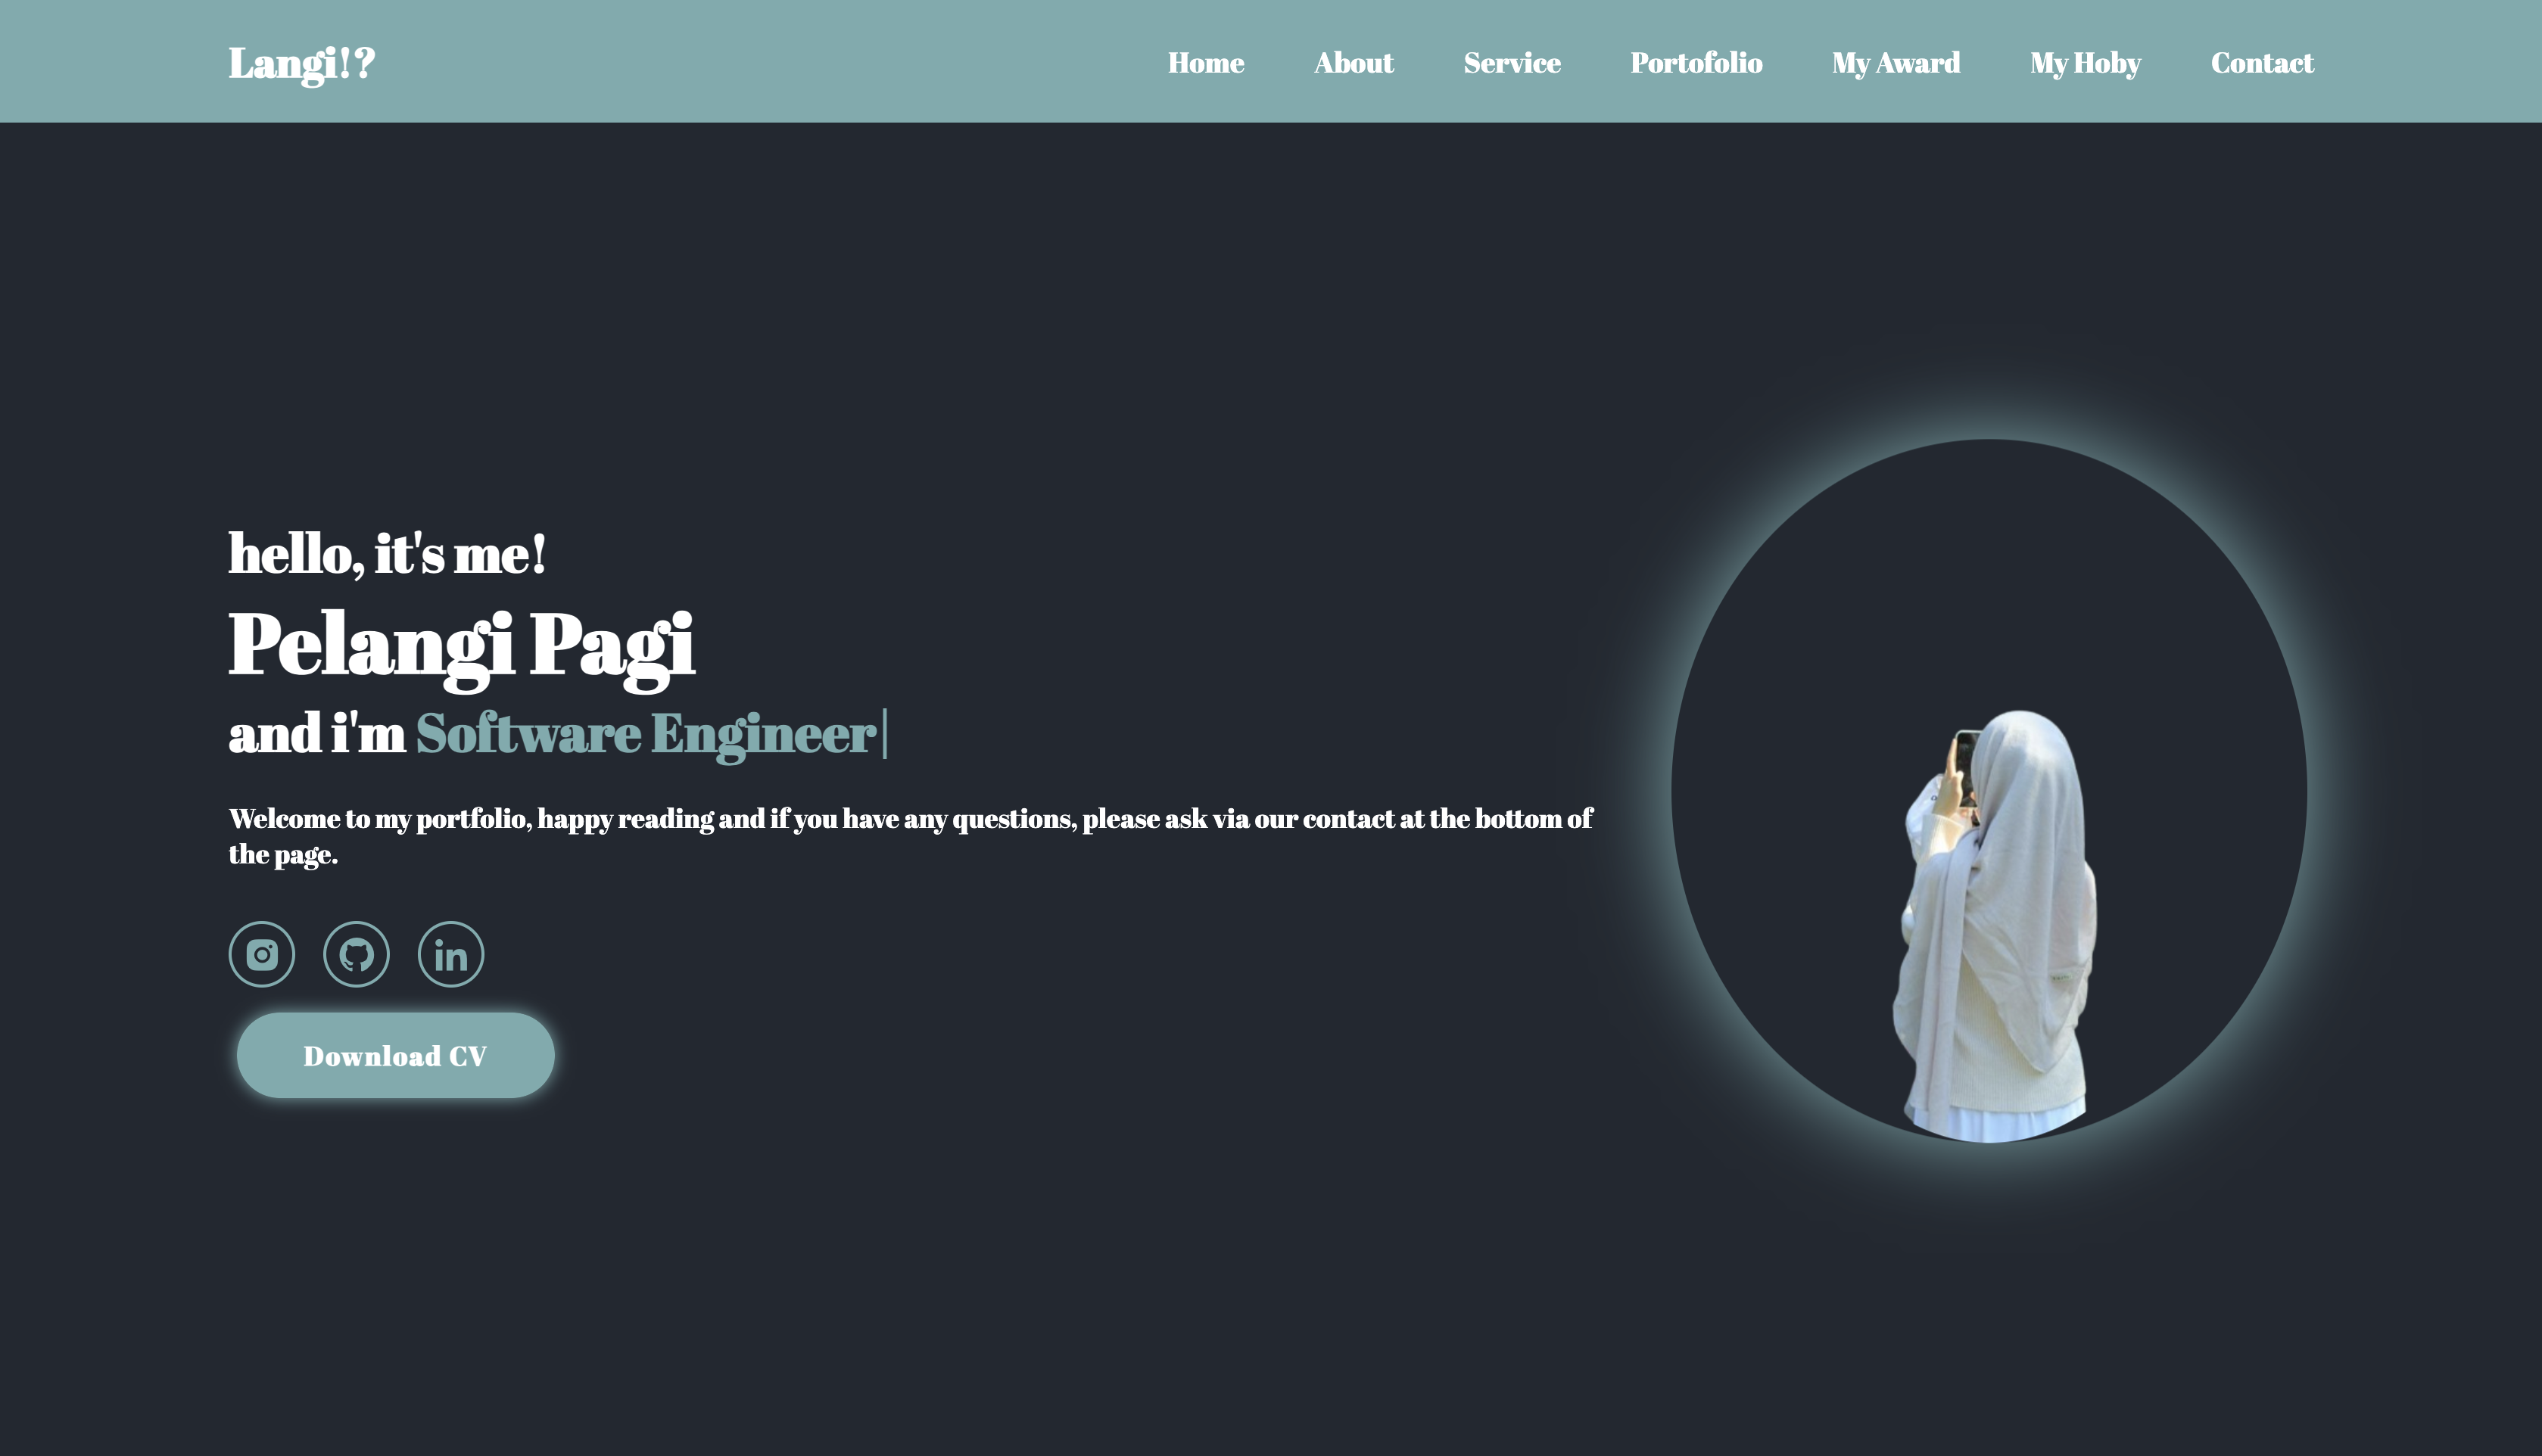 Langi!?
Home About Service Portofolio My Award My Hoby Contact
hello, it's me!
Pelangi Pagi
and i'm Software Engineer|
Welcome to my portfolio, happy reading and if you have any questions, please ask via our contact at the bottom of
the page.
Download CV